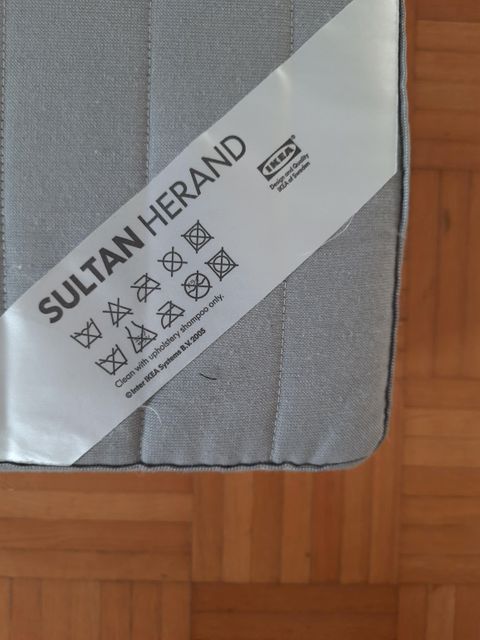 SULTAN HERAND
IKEA
Design and Quality
IKEA of Sweden
Clean with upholstery shampoo only.
©Inter IKEA Systems B.V. 2005